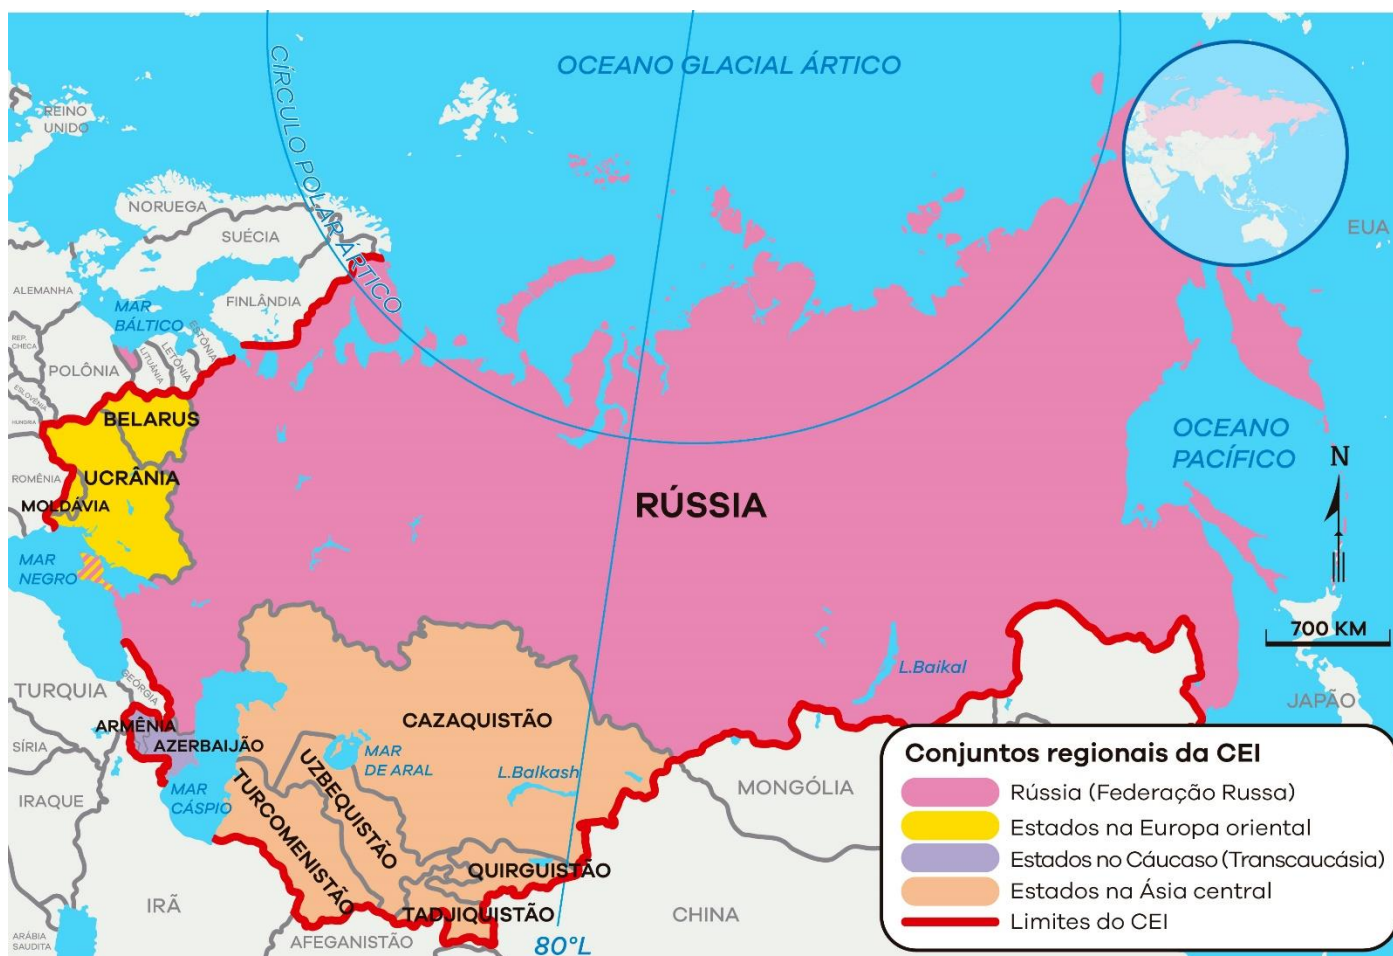 OCEANO GLACIAL ÁRTICO
CÍRCULO POLAR ÁRTICO
REINO
UNIDO
NORUEGA
SUÉCIA
FINLÂNDIA
EUA
ALEMANHA
MAR
BÁLTICO
ESTÔNIA
LETÔNIA
LITUÂNIA
REP.
CHECA
POLÔNIA
ESLOVÊNIA
HUNGRIA
BELARUS
UCRÂNIA
ROMÊNIA
MOLDÁVIA
RÚSSIA
OCEANO
PACÍFICO
N
MAR
NEGRO
700 KM
L.Baikal
GEÓRGIA
TURQUIA
JAPÃO
ARMÊNIA
AZERBAIJÃO
SÍRIA
CAZAQUISTÃO
MAR
DE ARAL
L.Balkash
UZBEQUISTÃO
TURCOMENISTÃO
MAR
CÁSPIO
IRAQUE
MONGÓLIA
QUIRGUISTÃO
TADJIQUISTÃO
IRÃ
CHINA
AFEGANISTÃO
ARÁBIA
SAUDITA
80°L
Conjuntos regionais da CEI
Rússia (Federação Russa)
Estados na Europa oriental
Estados no Cáucaso (Transcaucásia)
Estados na Ásia central
Limites do CEI